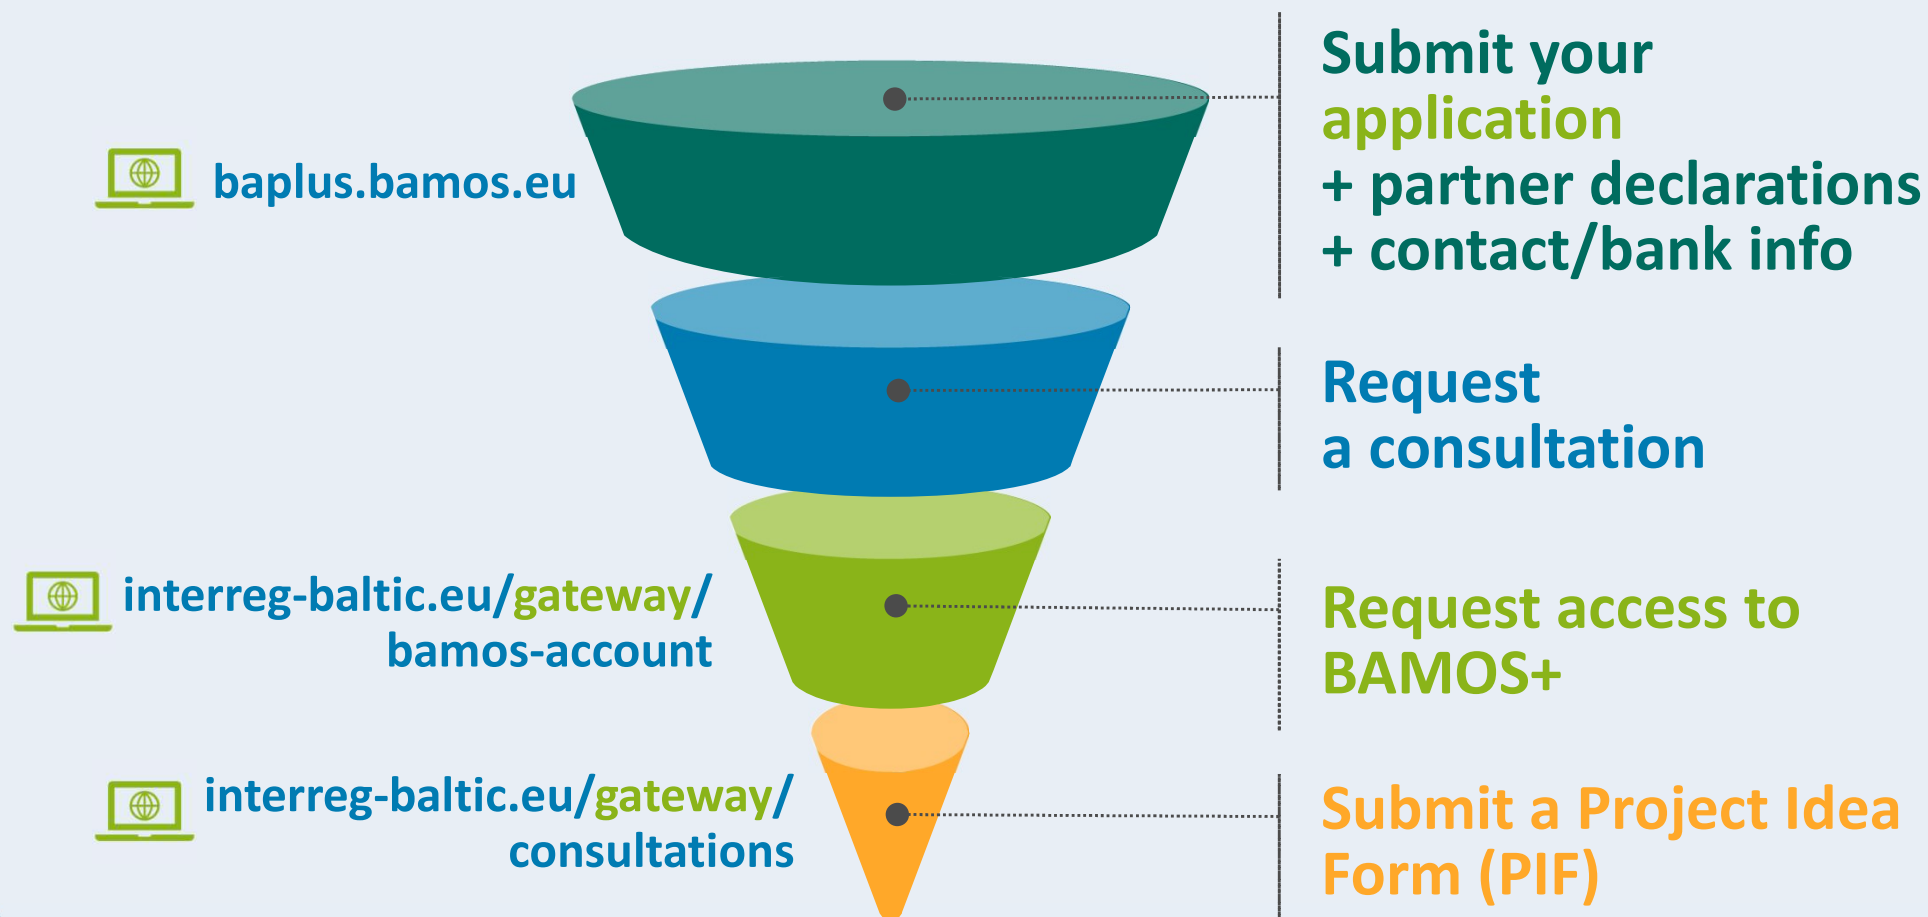 Submit your
application
+ partner declarations
+ contact/bank info
baplus.bamos.eu
Request
a consultation
interreg-baltic.eu/gateway/
bamos-account
Request access to
BAMOS+
interreg-baltic.eu/gateway/
consultations
Submit a Project Idea
Form (PIF)